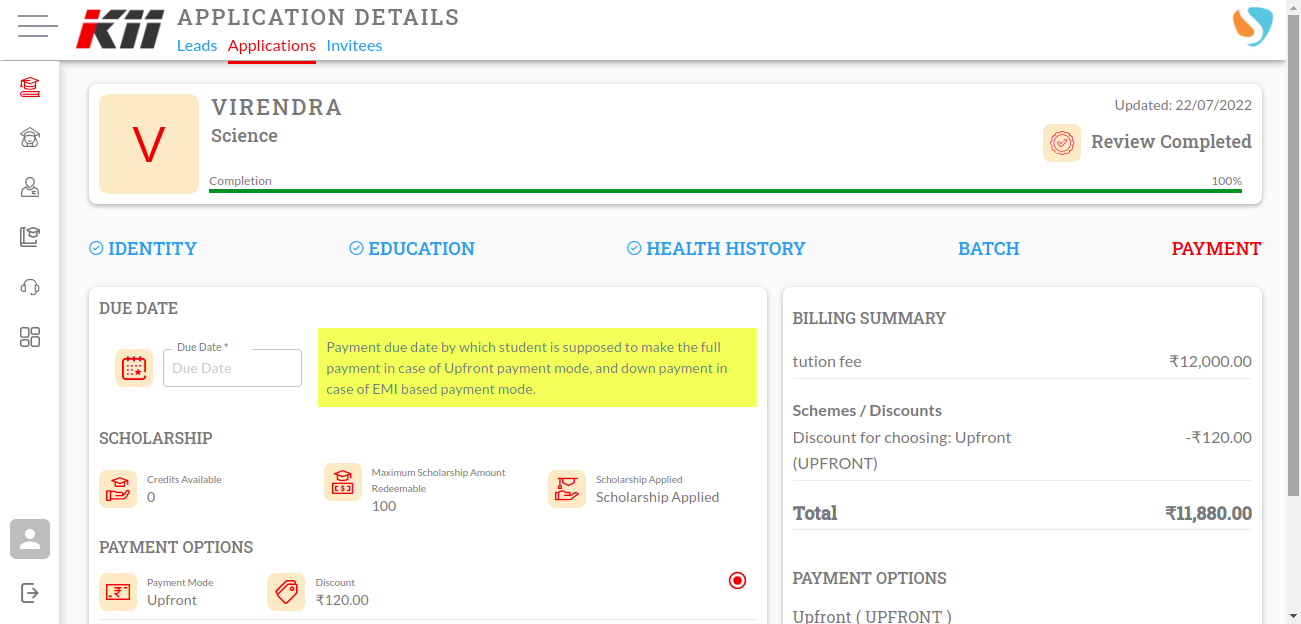 KII
APPLICATION DETAILS
Leads Applications Invitees
V
VIRENDRA
Science
Updated: 22/07/2022
Review Completed
Completion
100%
IDENTITY
EDUCATION
HEALTH HISTORY
BATCH
PAYMENT
DUE DATE
Due Date *
Due Date
Payment due date by which student is supposed to make the full
payment in case of Upfront payment mode, and down payment in
case of EMI based payment mode.
SCHOLARSHIP
Credits Available
0
Maximum Scholarship Amount
Redeemable
100
Scholarship Applied
Scholarship Applied
PAYMENT OPTIONS
Payment Mode
Upfront
Discount
₹120.00
BILLING SUMMARY
tution fee ₹12,000.00
Schemes / Discounts
Discount for choosing: Upfront -₹120.00
(UPFRONT)
Total ₹11,880.00
PAYMENT OPTIONS
Upfront ( UPFRONT )